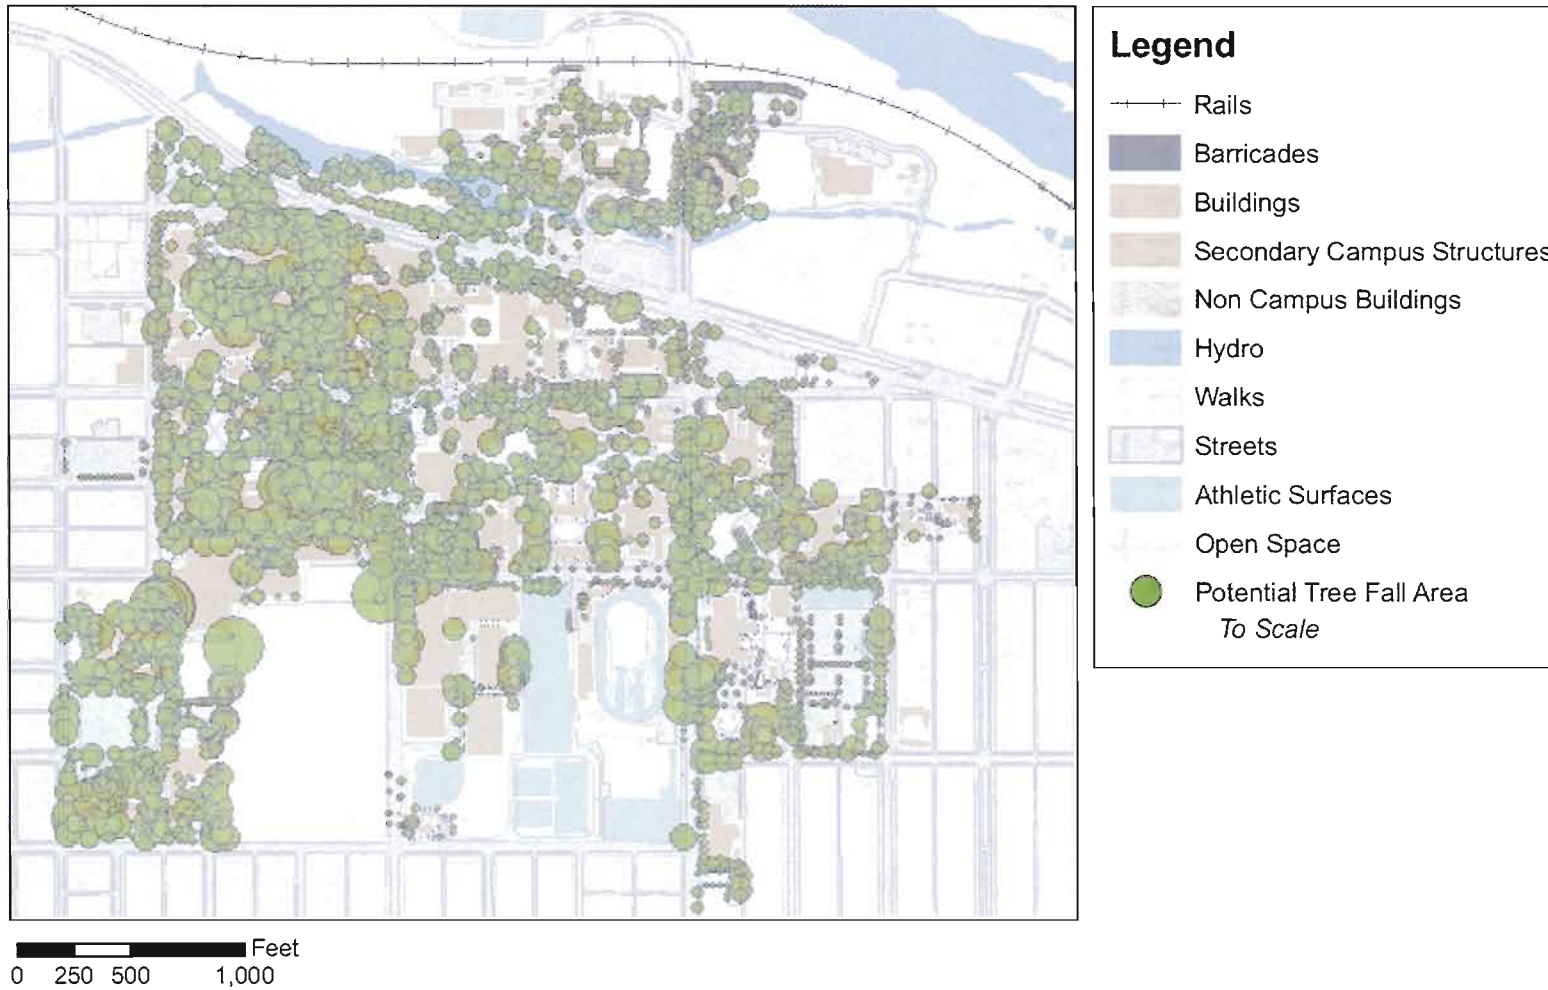 Legend
Rails
Barricades
Buildings
Secondary Campus Structures
Non Campus Buildings
Hydro
Walks
Streets
Athletic Surfaces
Open Space
Potential Tree Fall Area
To Scale
Feet
0 250 500 1,000